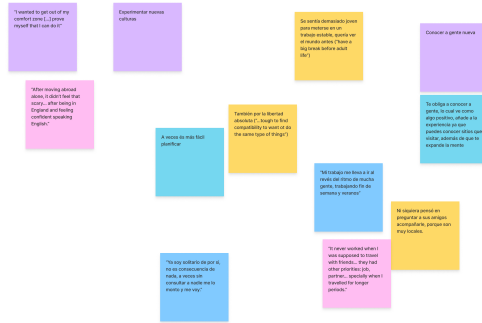 "I wanted to get out of my
comfort zone [...] prove
myself that I can do it"
Experimentar nuevas
culturas
Se sentía demasiado joven
para meterse en un
trabajo estable, quería ver
el mundo antes ("have a
big break before adult
life")
Conocer a gente nueva
"After moving abroad
alone, it didn't feel that
scary... after being in
England and feeling
confident speaking
English."
También por la libertad
absoluta ("... tough to find
compatibility to want or do
the same type of things")
Te obliga a conocer a
gente, lo cual ve como
algo positivo, añade a la
experiencia ya que
puedes conocer sitios que
visitar, además de que te
expande la mente
A veces es más fácil
planificar
"Mi trabajo me lleva a ir al
revés del ritmo de mucha
gente, trabajando fin de
semana y veranos"
Ni siquiera pensó en
preguntar a sus amigas
acompañarle, porque son
muy locales.
"It never worked when I
was supposed to travel
with friends... they had
other priorities: job,
partner... specially when I
travelled for longer
periods."
"Yo soy solitario de por sí,
no es consecuencia de
nada, a veces sin
consultar a nadie me lo
monto y me voy."